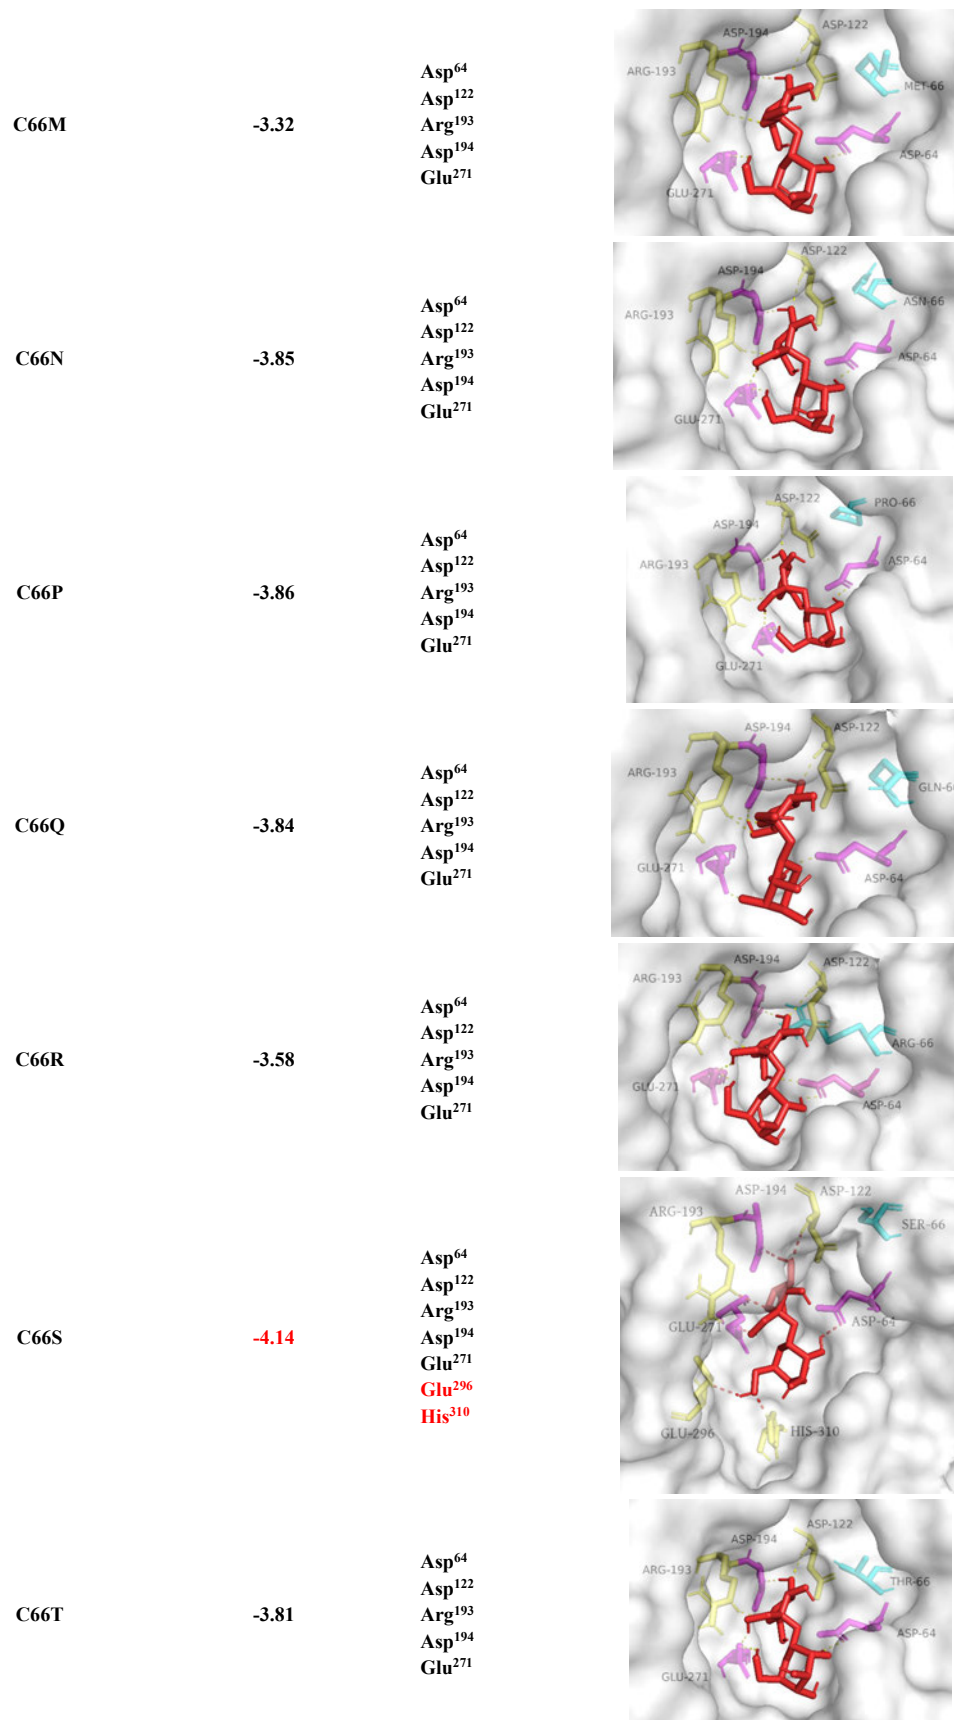 C66M
-3.32
Asp64
Asp122
Arg193
Asp194
Glu271
ASP-122
ASP-194
ARG-193
MET-66
ASP-64
GLU-271
C66N
-3.85
Asp64
Asp122
Arg193
Asp194
Glu271
ASP-122
ASP-194
ASN-66
ARG-193
ASP-64
GLU-271
C66P
-3.86
Asp64
Asp122
Arg193
Asp194
Glu271
ASP-122
PRO-66
ASP-194
ASP-64
ARG-193
GLU-271
C66Q
-3.84
Asp64
Asp122
Arg193
Asp194
Glu271
ASP-194
ASP-122
ARG-193
GLN-6
GLU-271
ASP-64
C66R
-3.58
Asp64
Asp122
Arg193
Asp194
Glu271
ASP-194
ASP-122
ARG-193
ARG-66
GLU-271
ASP-64
C66S
-4.14
Asp64
Asp122
Arg193
Asp194
Glu271
Glu296
His310
ASP-194
ASP-122
ARG-193
SER-66
GLU-271
ASP-64
GLU-296
HIS-310
C66T
-3.81
Asp64
Asp122
Arg193
Asp194
Glu271
ASP-122
ASP-194
ARG-193
THR-66
ASP-64
GLU-271